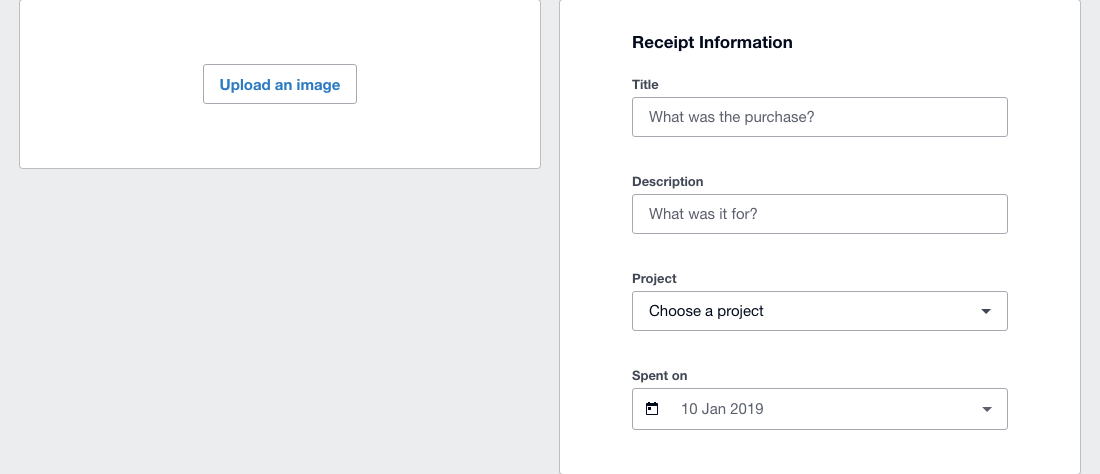 Upload an image
Receipt Information
Title
What was the purchase?
Description
What was it for?
Project
Choose a project
Spent on
10 Jan 2019